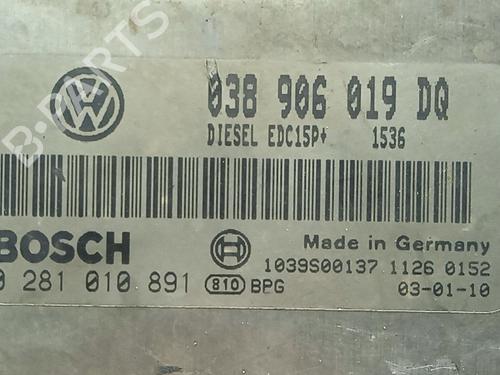 B-PARTS
038 906 019 DQ
DIESEL EDC15P+ 1536
BOSCH
Made in Germany
0 281 010 891 810 BPG
1039S00137 1126 0152
03-01-10